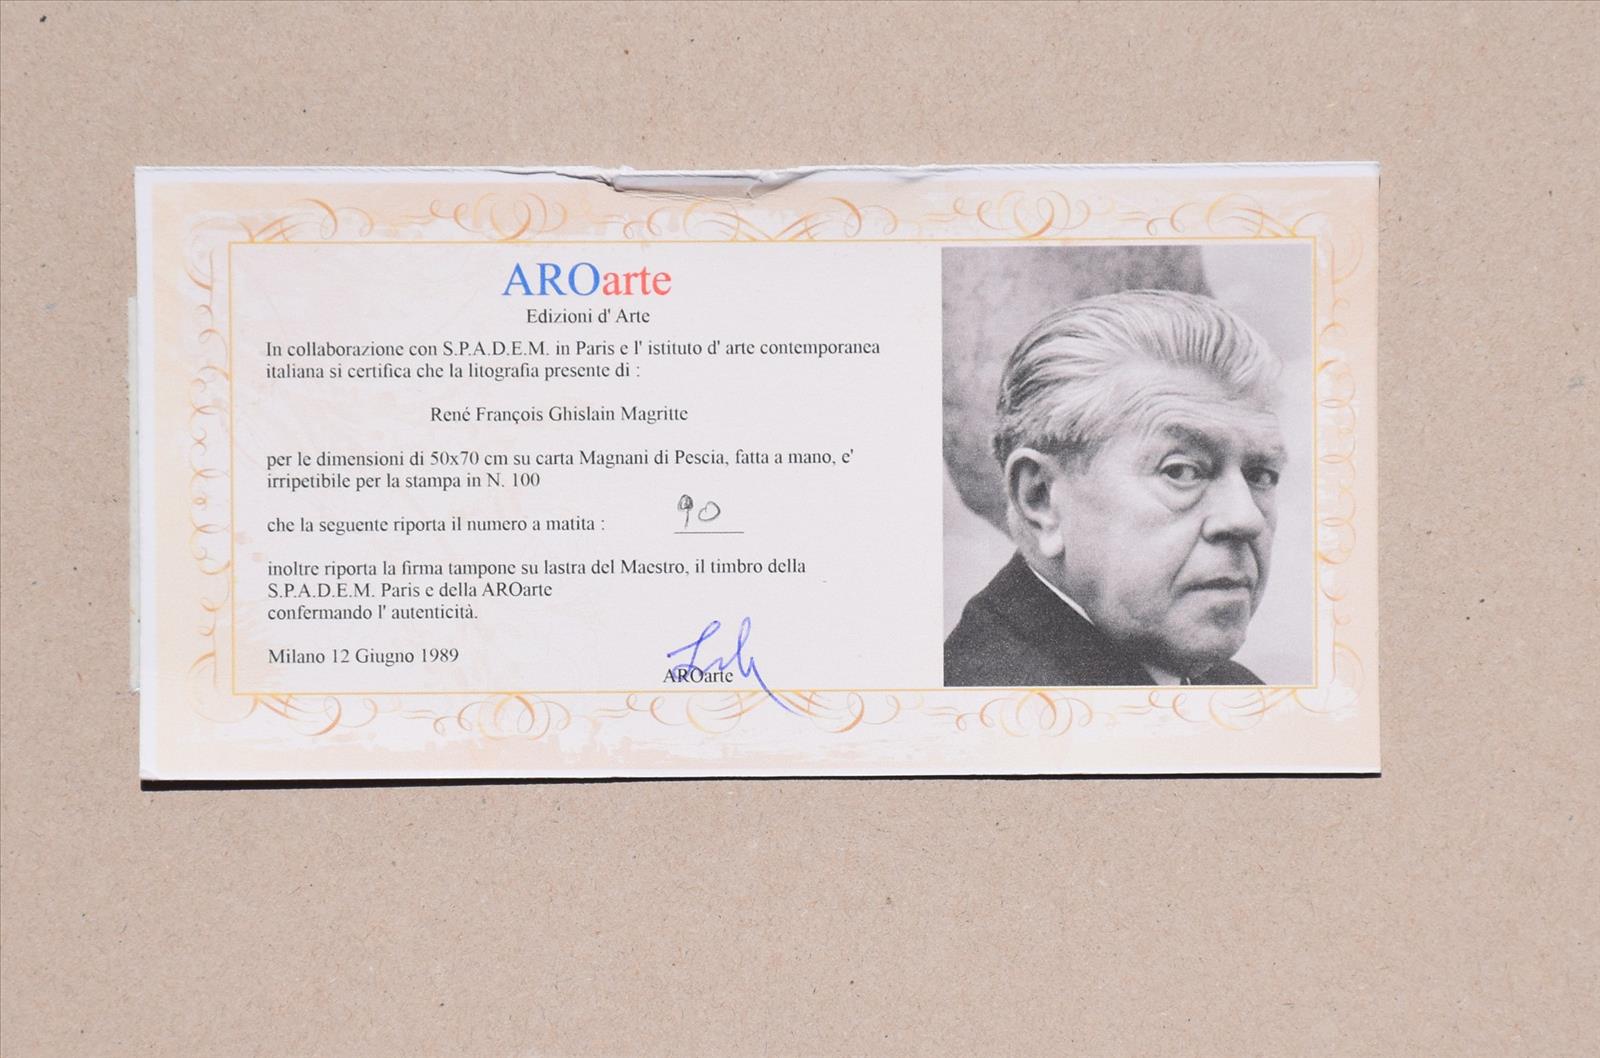 AROarte
Edizioni d' Arte
In collaborazione con S.P.A.D.E.M. in Paris e l' istituto d' arte contemporanea
italiana si certifica che la litografia presente di :
René François Ghislain Magritte
per le dimensioni di 50x70 cm su carta Magnani di Pescia, fatta a mano, e'
irripetibile per la stampa in N. 100
che la seguente riporta il numero a matita : 90
inoltre riporta la firma tampone su lastra del Maestro, il timbro della
S.P.A.D.E.M. Paris e della AROarte
confermando l' autenticità.
Milano 12 Giugno 1989
AROarte